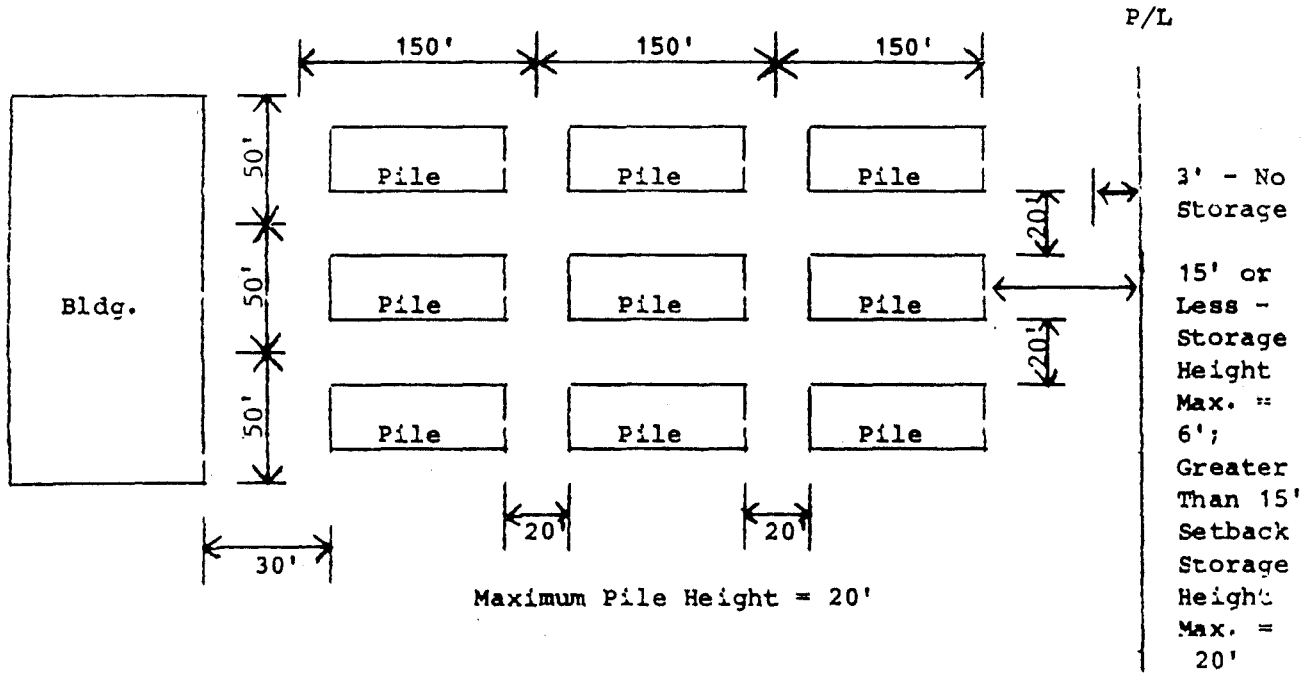 P/L
150' 150' 150'
50'
50'
50'
Bldg.
Pile Pile Pile
Pile Pile Pile
Pile Pile Pile
20'
20'
3' - No
Storage
15' or
Less -
Storage
Height
Max. =
6';
Greater
Than 15'
Setback
Storage
Height
Max. =
20'
20' 20'
30'
Maximum Pile Height = 20'